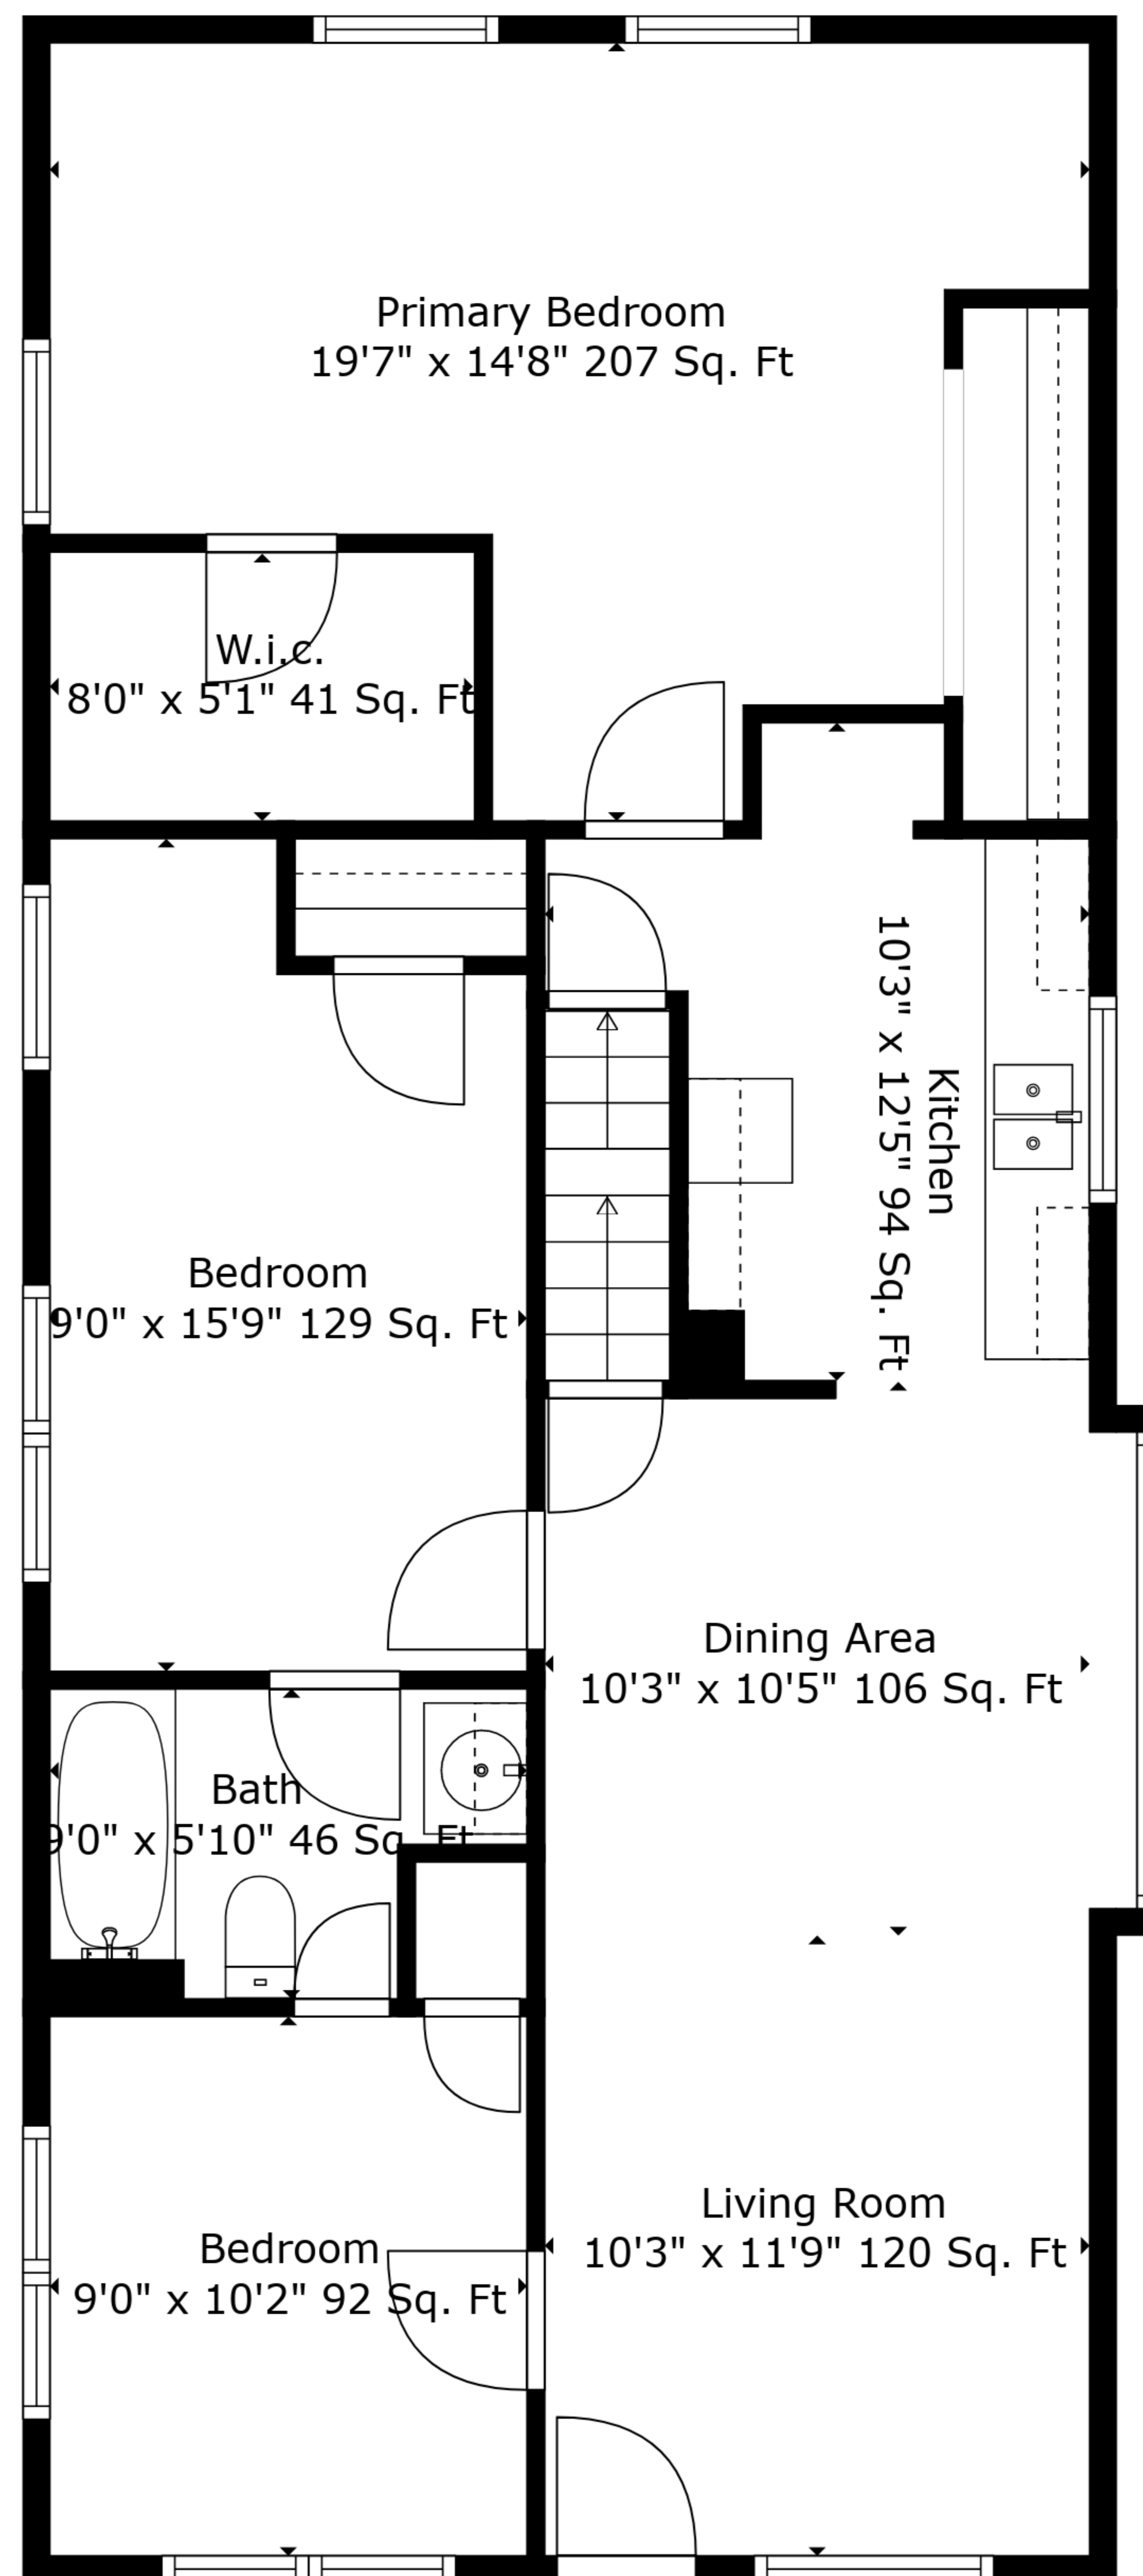 Primary Bedroom
19'7" x 14'8" 207 Sq. Ft
W.i.c.
8'0" x 5'1" 41 Sq. Ft
Kitchen
10'3" x 12'5" 94 Sq. Ft
Bedroom
9'0" x 15'9" 129 Sq. Ft
Dining Area
10'3" x 10'5" 106 Sq. Ft
Bath
9'0" x 5'10" 46 Sq. Ft
Living Room
10'3" x 11'9" 120 Sq. Ft
Bedroom
9'0" x 10'2" 92 Sq. Ft